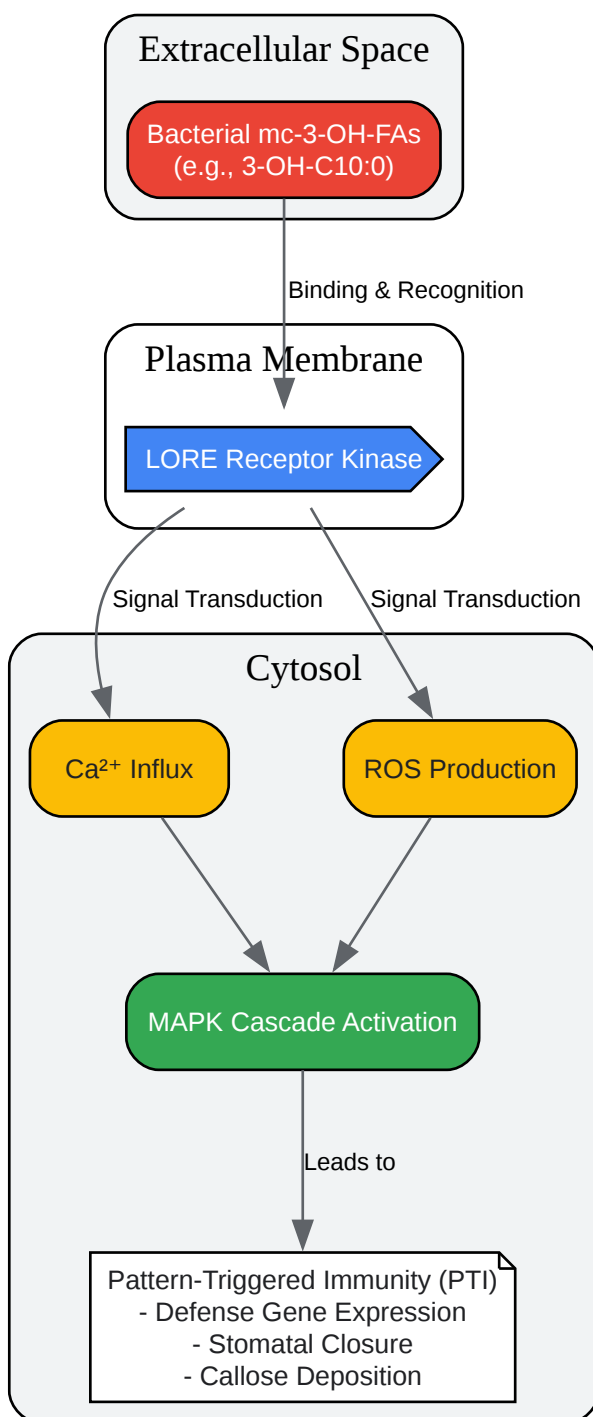 Extracellular Space
Bacterial mc-3-OH-FAs
(e.g., 3-OH-C10:0)
Binding & Recognition
Plasma Membrane
LORE Receptor Kinase
Signal Transduction
Signal Transduction
Cytosol
Ca²⁺ Influx
ROS Production
MAPK Cascade Activation
Leads to
Pattern-Triggered Immunity (PTI)
- Defense Gene Expression
- Stomatal Closure
- Callose Deposition